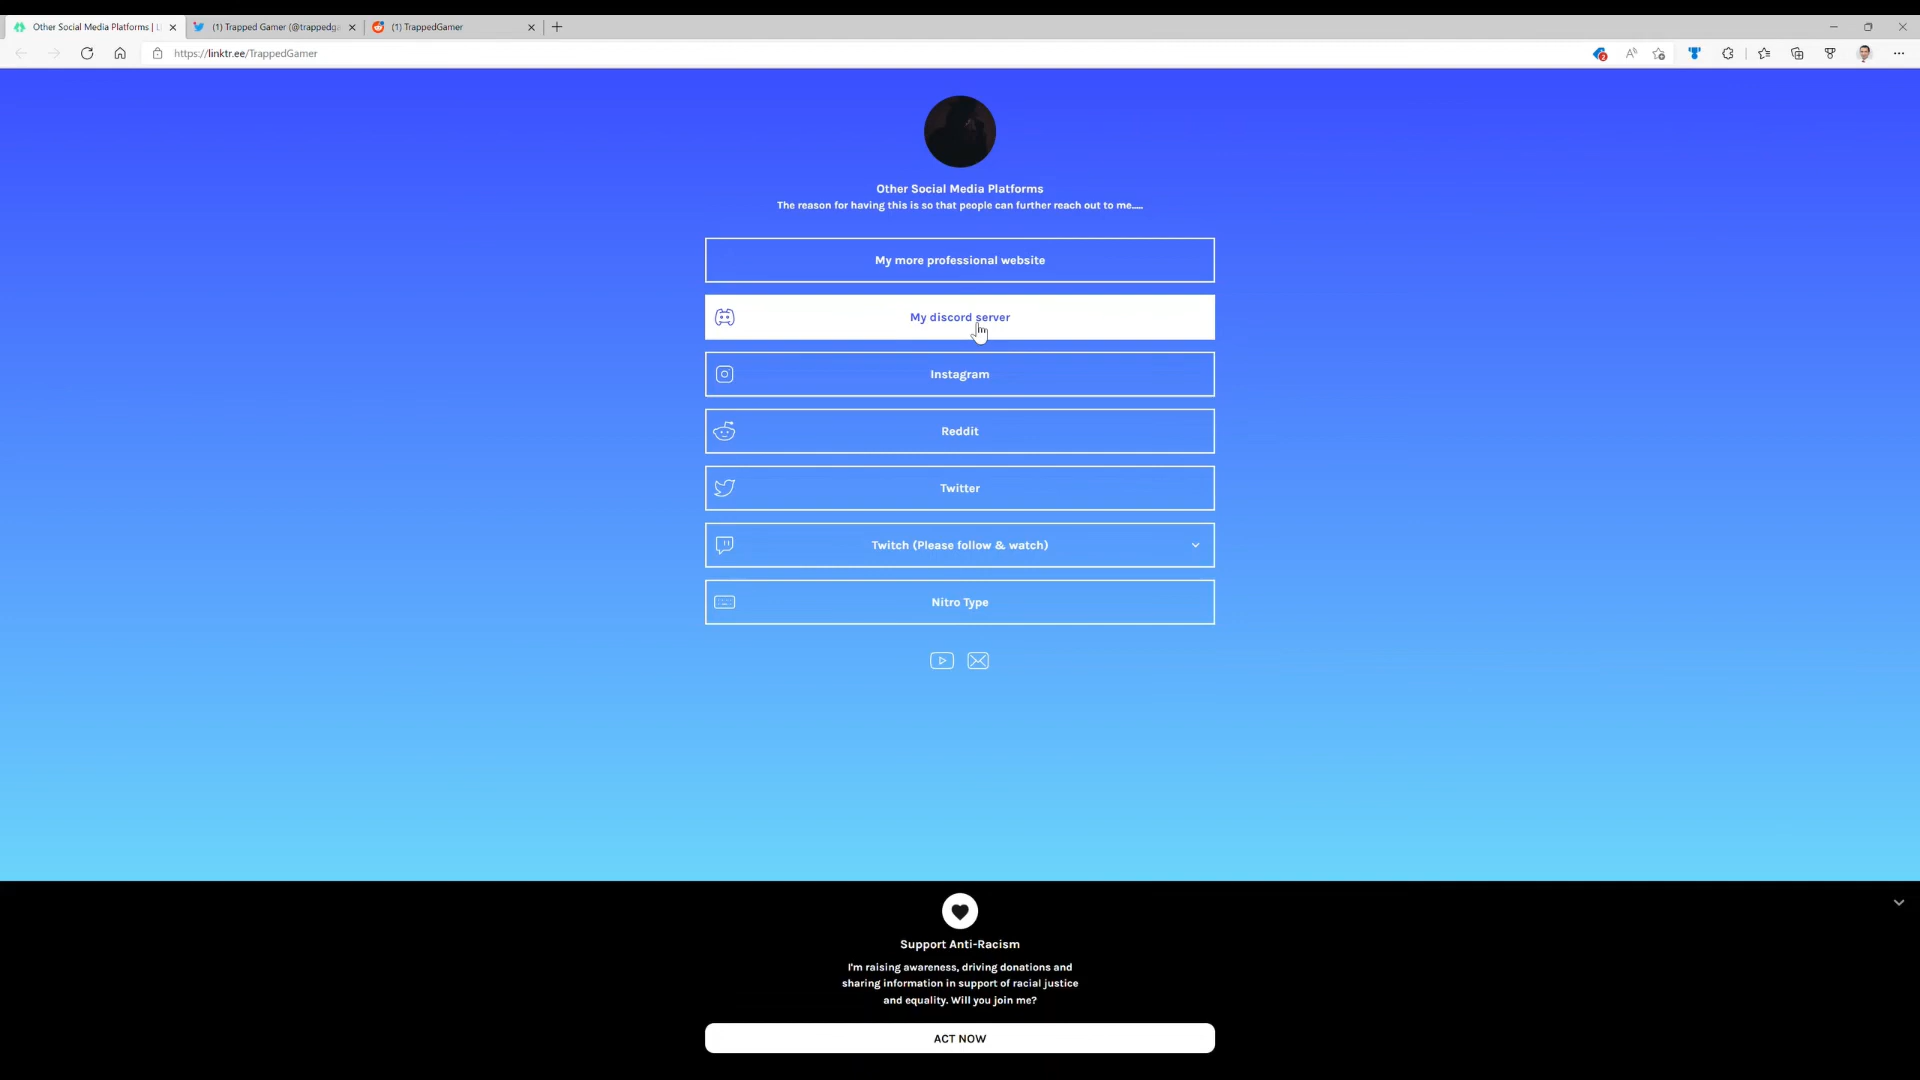 Other Social Media Platforms |
(1) Trapped Gamer (@trappedga
(1) TrappedGamer
https://linktr.ee/TrappedGamer
2
Other Social Media Platforms
The reason for having this is so that people can further reach out to me.....
My more professional website
My discord server
Instagram
Reddit
Twitter
Twitch (Please follow & watch)
Nitro Type
Support Anti-Racism
I'm raising awareness, driving donations and
sharing information in support of racial justice
and equality. Will you join me?
ACT NOW